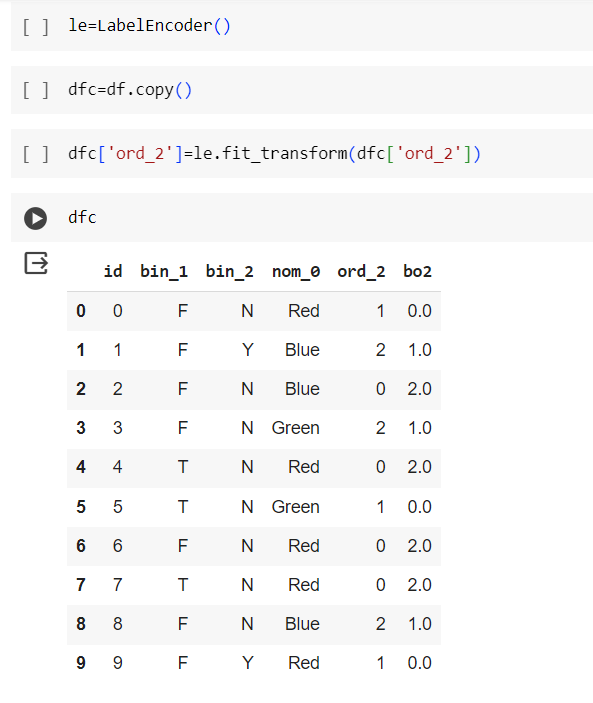 [ ] le=LabelEncoder()
[ ] dfc=df.copy()
[ ] dfc['ord_2']=le.fit_transform(dfc['ord_2'])
dfc
id bin_1 bin_2 nom_0 ord_2 bo2
0 0 F N Red 1 0.0
1 1 F Y Blue 2 1.0
2 2 F N Blue 0 2.0
3 3 F N Green 2 1.0
4 4 T N Red 0 2.0
5 5 T N Green 1 0.0
6 6 F N Red 0 2.0
7 7 T N Red 0 2.0
8 8 F N Blue 2 1.0
9 9 F Y Red 1 0.0